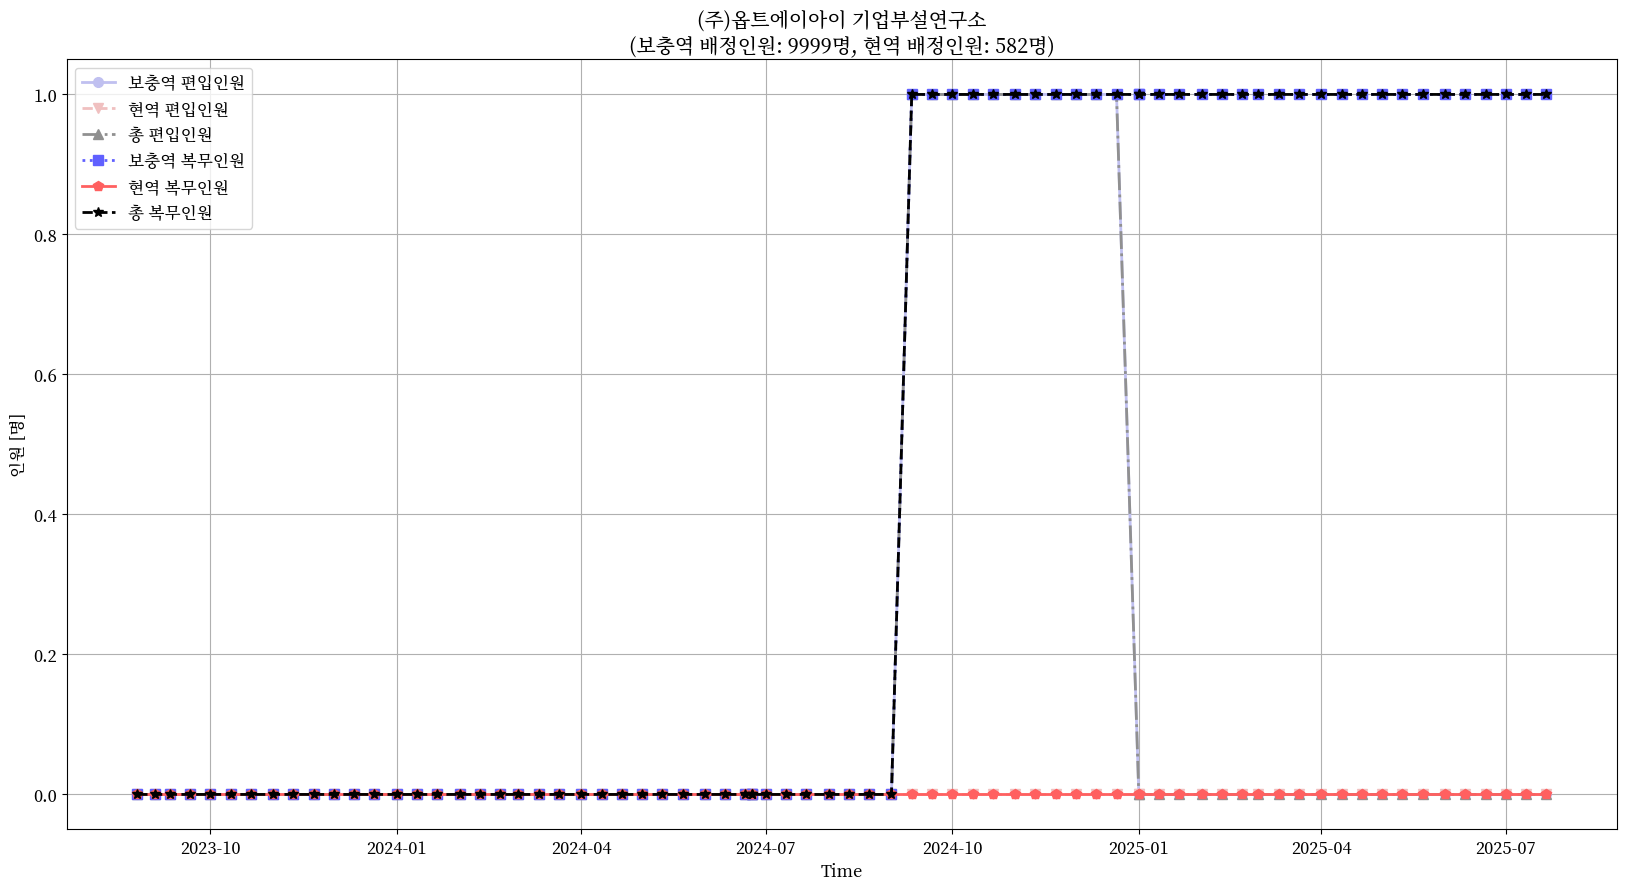 (주)옵트에이아이 기업부설연구소
(보충역 배정인원: 9999명, 현역 배정인원: 582명)
보충역 편입인원
현역 편입인원
총 편입인원
보충역 복무인원
현역 복무인원
총 복무인원
1.0
0.8
0.6
0.4
0.2
0.0
인원 [명]
2023-10
2024-01
2024-04
2024-07
2024-10
2025-01
2025-04
2025-07
Time